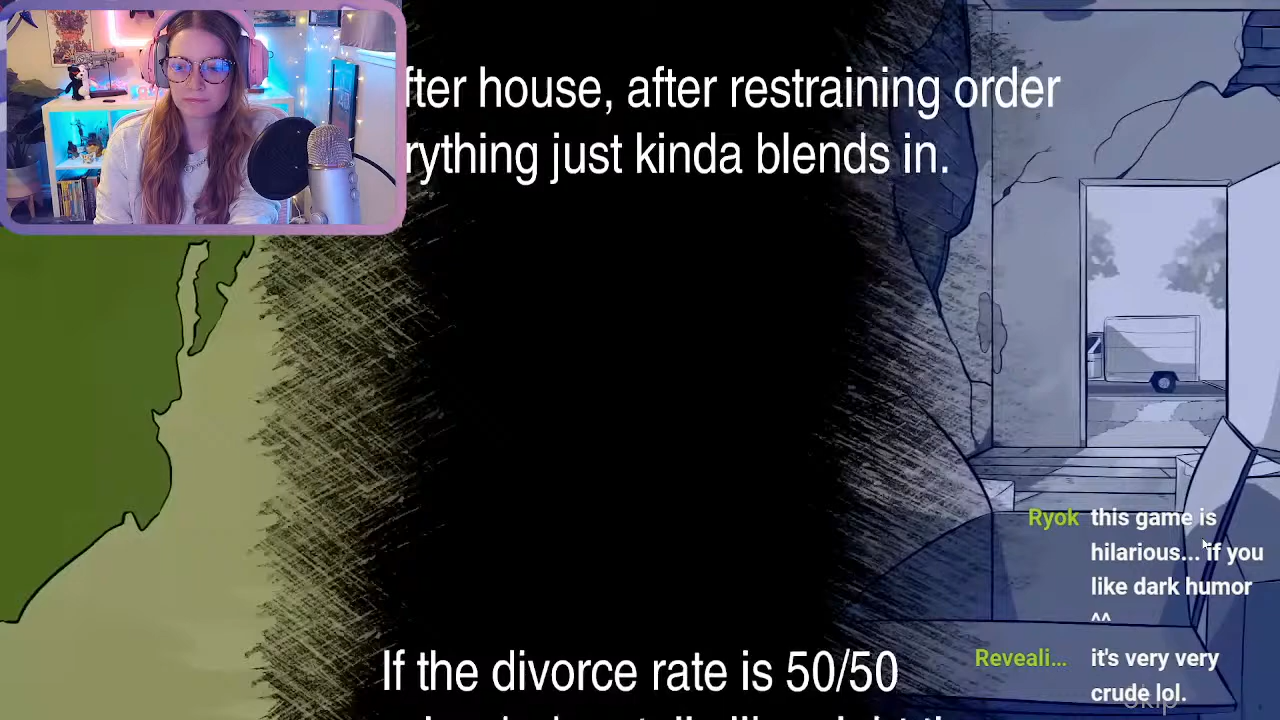 fter house, after restraining order
rything just kinda blends in.
Ryok this game is
hilarious... if you
like dark humor
^^
If the divorce rate is 50/50
Reveali... it's very very
crude lol.
skip